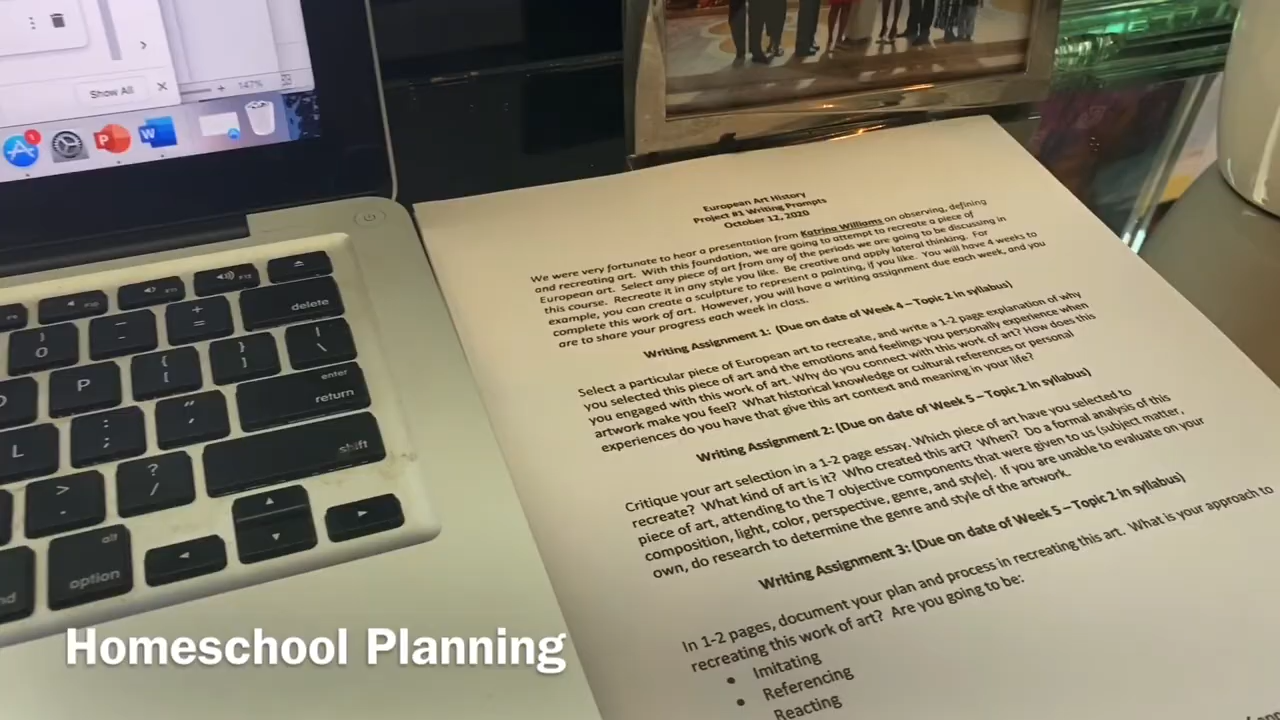 Show All
147%
1
P
W
European Art History
Project #1 Writing Prompts
October 12, 2020
We were very fortunate to hear a presentation from Katrina Williams on observing, defining
and recreating art. With this foundation, we are going to attempt to recreate a piece of
European art. Select any piece of art from any of the periods we are going to be discussing in
this course. Recreate it in any style you like. Be creative and apply lateral thinking. For
example, you can create a sculpture to represent a painting, if you like. You will have 4 weeks to
complete this work of art. However, you will have a writing assignment due each week, and you
are to share your progress each week in class.
Writing Assignment 1: (Due on date of Week 4 – Topic 2 in syllabus)
Select a particular piece of European art to recreate, and write a 1-2 page explanation of why
you selected this piece of art and the emotions and feelings you personally experience when
you engaged with this work of art. Why do you connect with this work of art? How does this
artwork make you feel? What historical knowledge or cultural references or personal
experiences do you have that give this art context and meaning in your life?
Writing Assignment 2: (Due on date of Week 5 – Topic 2 in syllabus)
Critique your art selection in a 1-2 page essay. Which piece of art have you selected to
recreate? What kind of art is it? Who created this art? When? Do a formal analysis of this
piece of art, attending to the 7 objective components that were given to us (subject matter,
composition, light, color, perspective, genre, and style). If you are unable to evaluate on your
own, do research to determine the genre and style of the artwork.
Writing Assignment 3: (Due on date of Week 5 – Topic 2 in syllabus)
In 1-2 pages, document your plan and process in recreating this art. What is your approach to
recreating this work of art? Are you going to be:
• Imitating
• Referencing
Reacting
delete
enter
return
shift
alt
option
P
L
Homeschool Planning